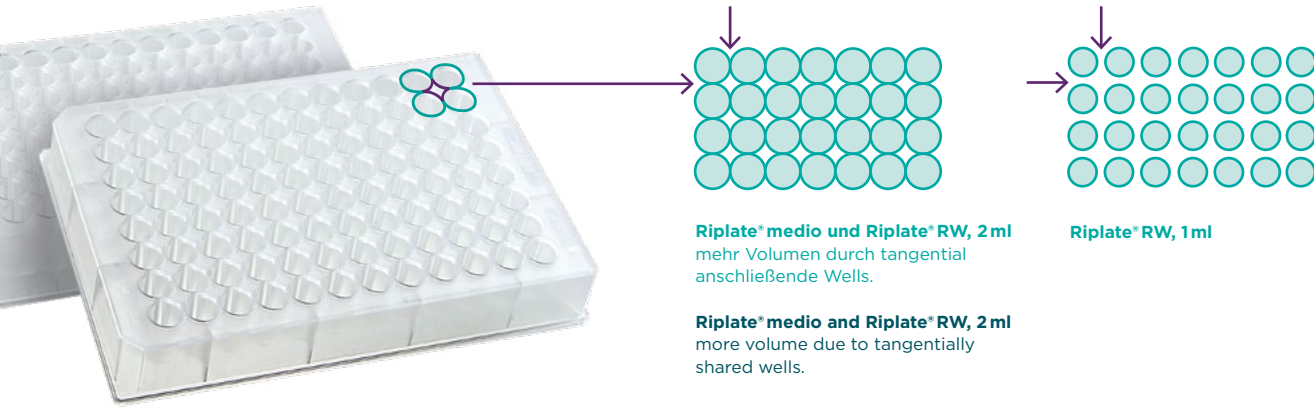 Riplate® medio und Riplate® RW, 2 ml
mehr Volumen durch tangential
anschließende Wells.
Riplate® medio and Riplate® RW, 2 ml
more volume due to tangentially
shared wells.
Riplate® RW, 1 ml